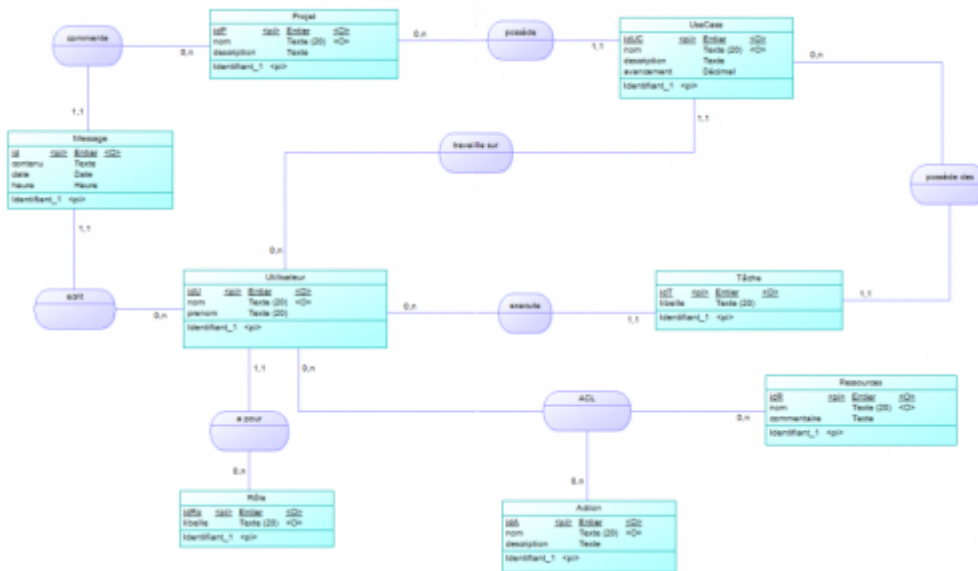 Projet
idP <pi> Entier <O>
nom Texte (20) <O>
description Texte
Identifiant_1 <pi>
commente
0,n
0,n
possède
1,1
UseCase
idUC <pi> Entier <O>
nom Texte (20) <O>
description Texte
avancement Décimal
Identifiant_1 <pi>
0,n
1,1
1,1
Message
id <pi> Entier <O>
contenu Texte
date Date
heure Heure
Identifiant_1 <pi>
travaille sur
possède des
1,1
0,n
ecrit
0,n
Utilisateur
idU <pi> Entier <O>
nom Texte (20) <O>
prenom Texte (20)
Identifiant_1 <pi>
0,n
execute
1,1
Tâche
idT <pi> Entier <O>
libelle Texte (20)
Identifiant_1 <pi>
1,1
1,1
0,n
a pour
0,n
ACL
0,n
Ressources
idR <pi> Entier <O>
nom Texte (20) <O>
commentaire Texte
Identifiant_1 <pi>
Rôle
idRo <pi> Entier <O>
libelle Texte (20) <O>
Identifiant_1 <pi>
0,n
Action
idA <pi> Entier <O>
nom Texte (20) <O>
description Texte
Identifiant_1 <pi>